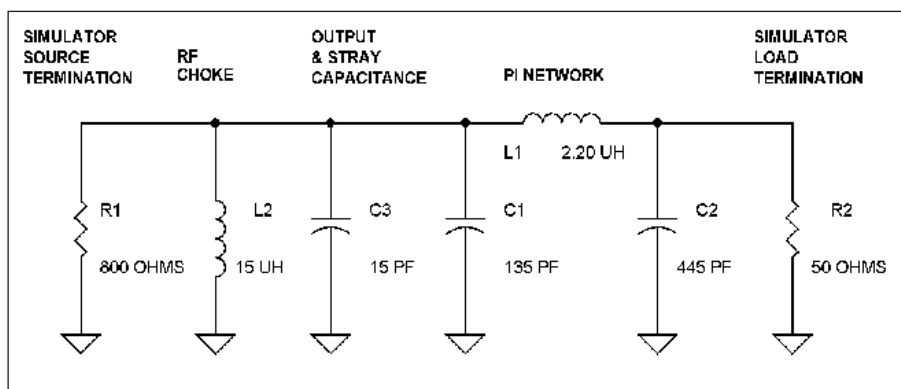 SIMULATOR
SOURCE
TERMINATION
RF
CHOKE
OUTPUT
& STRAY
CAPACITANCE
PI NETWORK
SIMULATOR
LOAD
TERMINATION
L1 2.20 UH
R1
800 OHMS
L2
15 UH
C3
15 PF
C1
135 PF
C2
445 PF
R2
50 OHMS